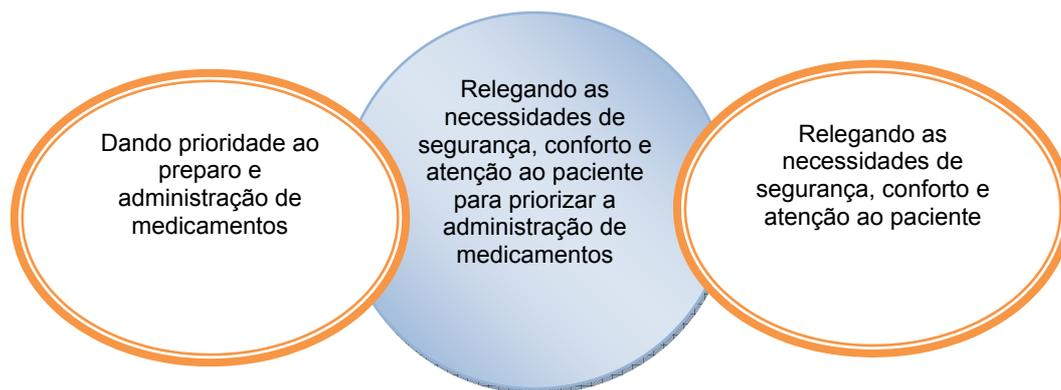 Dando prioridade ao
preparo e
administração de
medicamentos
Relegando as
necessidades de
segurança, conforto e
atenção ao paciente
para priorizar a
administração de
medicamentos
Relegando as
necessidades de
segurança, conforto e
atenção ao paciente